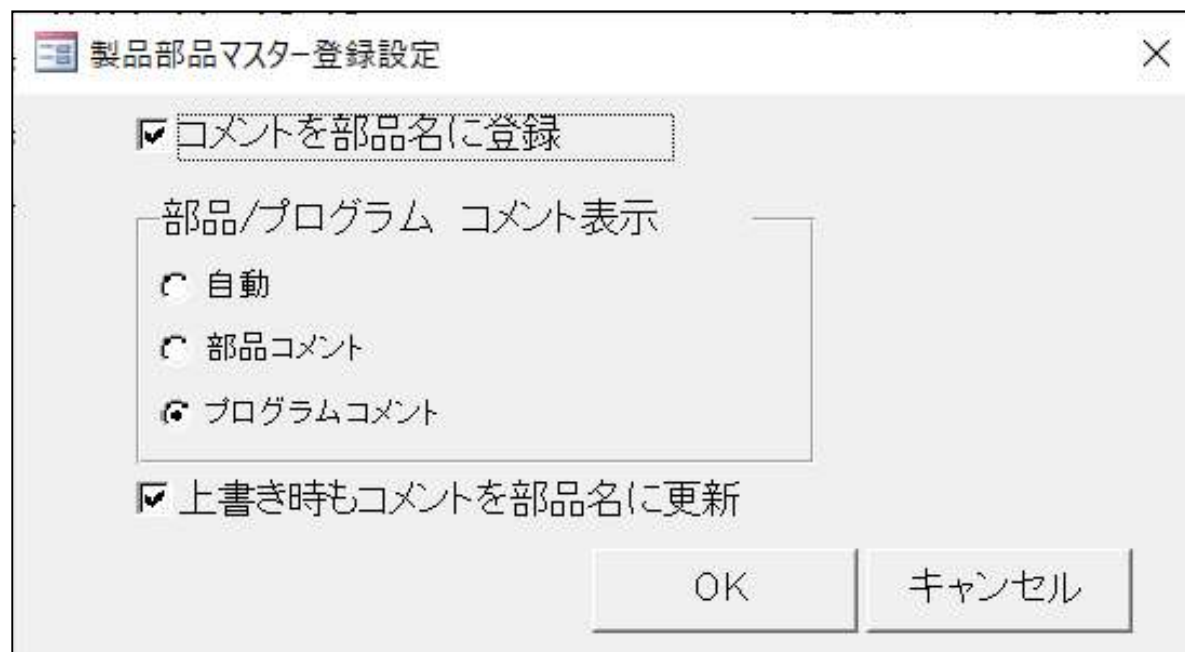 製品部品マスター登録設定
コメントを部品名に登録
部品/プログラム コメント表示
自動
部品コメント
プログラムコメント
上書き時もコメントを部品名に更新
OK
キャンセル